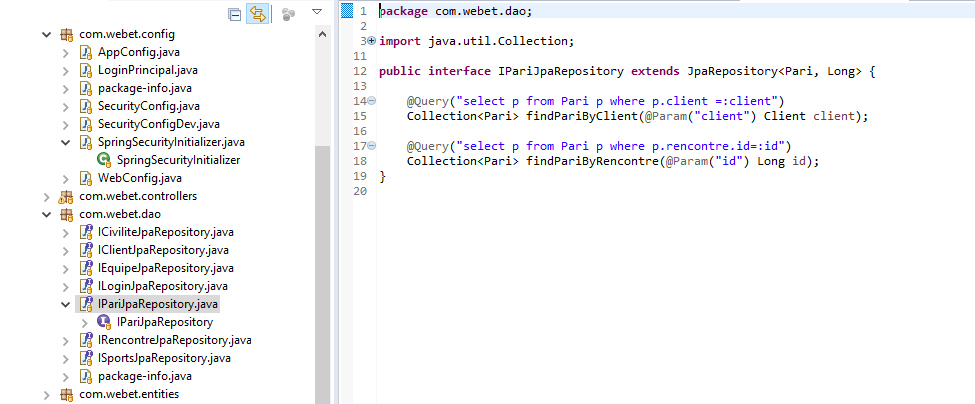 com.webet.config
AppConfig.java
LoginPrincipal.java
package-info.java
SecurityConfig.java
SecurityConfigDev.java
SpringSecurityInitializer.java
SpringSecurityInitializer
WebConfig.java
com.webet.controllers
com.webet.dao
ICiviliteJpaRepository.java
IClientJpaRepository.java
IEquipeJpaRepository.java
ILoginJpaRepository.java
IPariJpaRepository.java
IPariJpaRepository
IRencontreJpaRepository.java
ISportsJpaRepository.java
package-info.java
com.webet.entities
1 package com.webet.dao;
2
3 import java.util.Collection;
11
12 public interface IPariJpaRepository extends JpaRepository<Pari, Long> {
13
14 @Query("select p from Pari p where p.client =:client")
15 Collection<Pari> findPariByClient(@Param("client") Client client);
16
17 @Query("select p from Pari p where p.rencontre.id=:id")
18 Collection<Pari> findPariByRencontre(@Param("id") Long id);
19 }
20